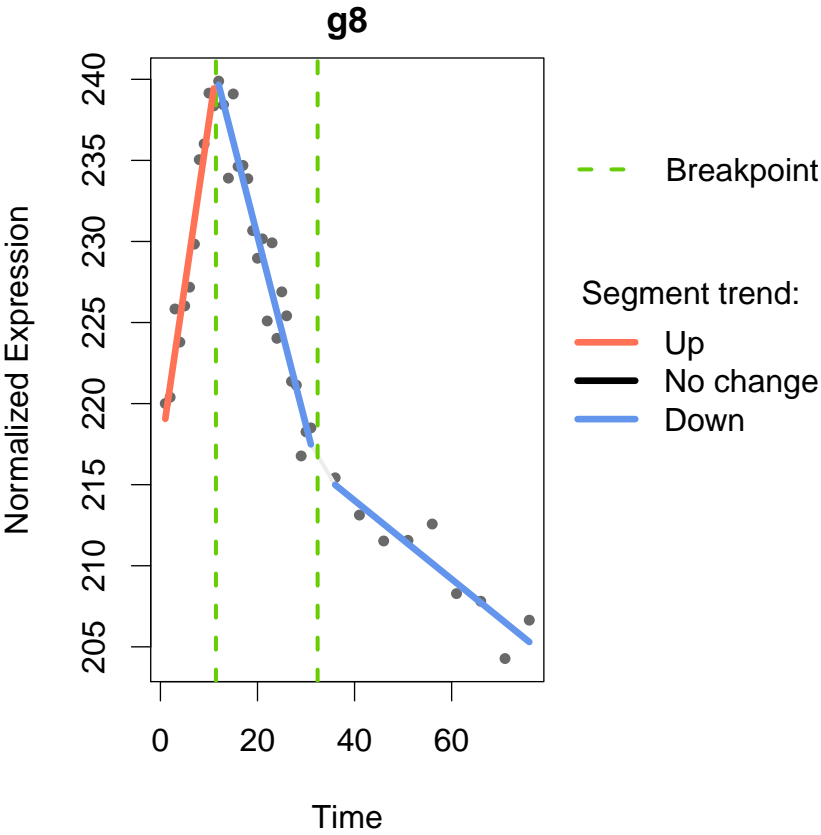 g8
Normalized Expression
240
235
230
225
220
215
210
205
0 20 40 60
Time
Breakpoint
Segment trend:
Up
No change
Down